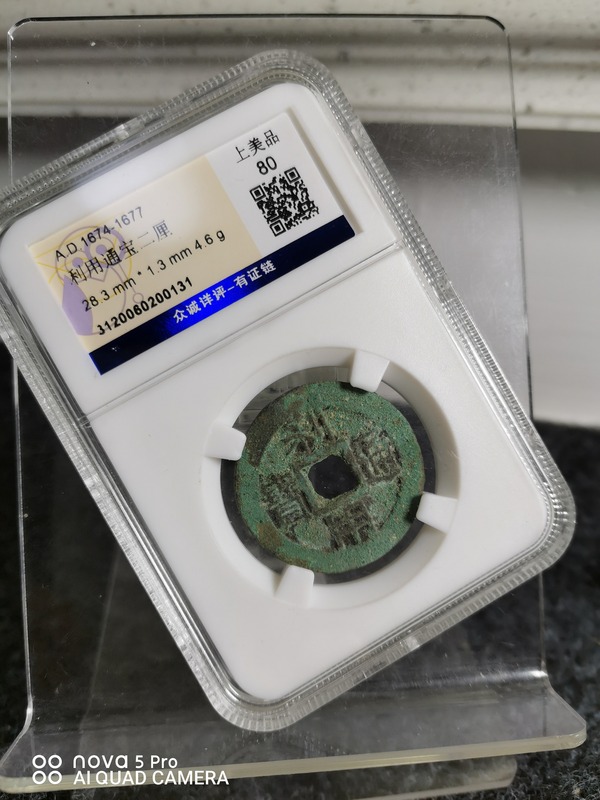 上美品
80
A.D.1674-1677
利用通宝二厘
28.3 mm * 1.3 mm 4.6 g
3120060200131
众诚详评-有证链
利用通寶
nova 5 Pro
AI QUAD CAMERA